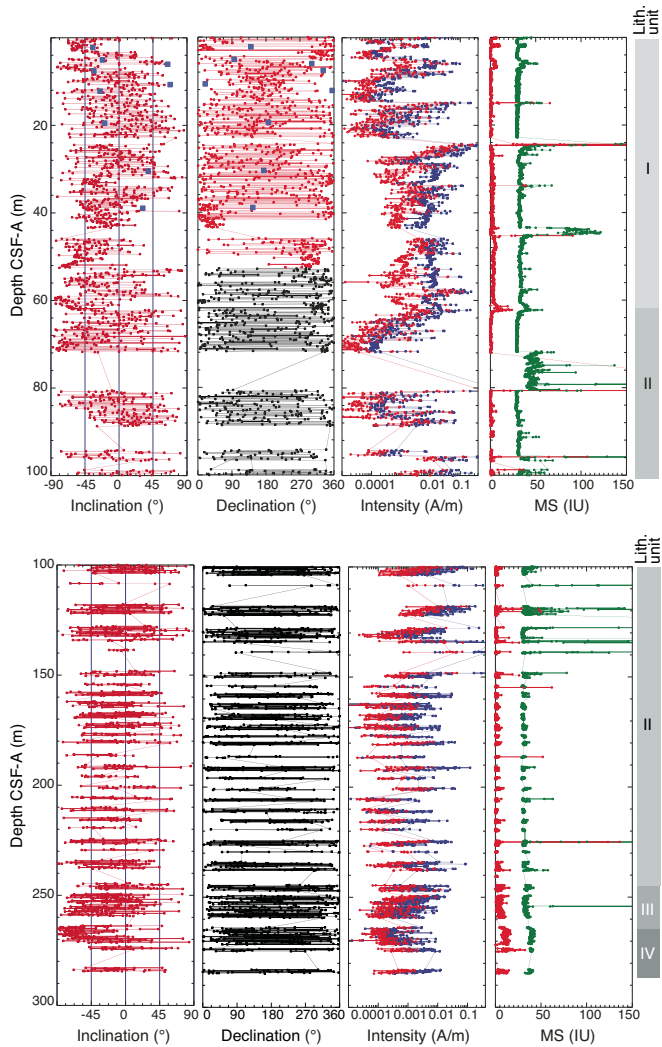 Lith.
unit
20
40
60
80
100
Depth CSF-A (m)
-90 -45 0 45 90
Inclination (°)
0 90 180 270 360
Declination (°)
0.0001 0.01 0.1
Intensity (A/m)
0 50 100 150
MS (IU)
I
II
Lith.
unit
100
150
200
250
300
Depth CSF-A (m)
-45 0 45 90
Inclination (°)
0 90 180 270 360
Declination (°)
0.0001 0.001 0.01 0.1
Intensity (A/m)
0 50 100 150
MS (IU)
II
III
IV